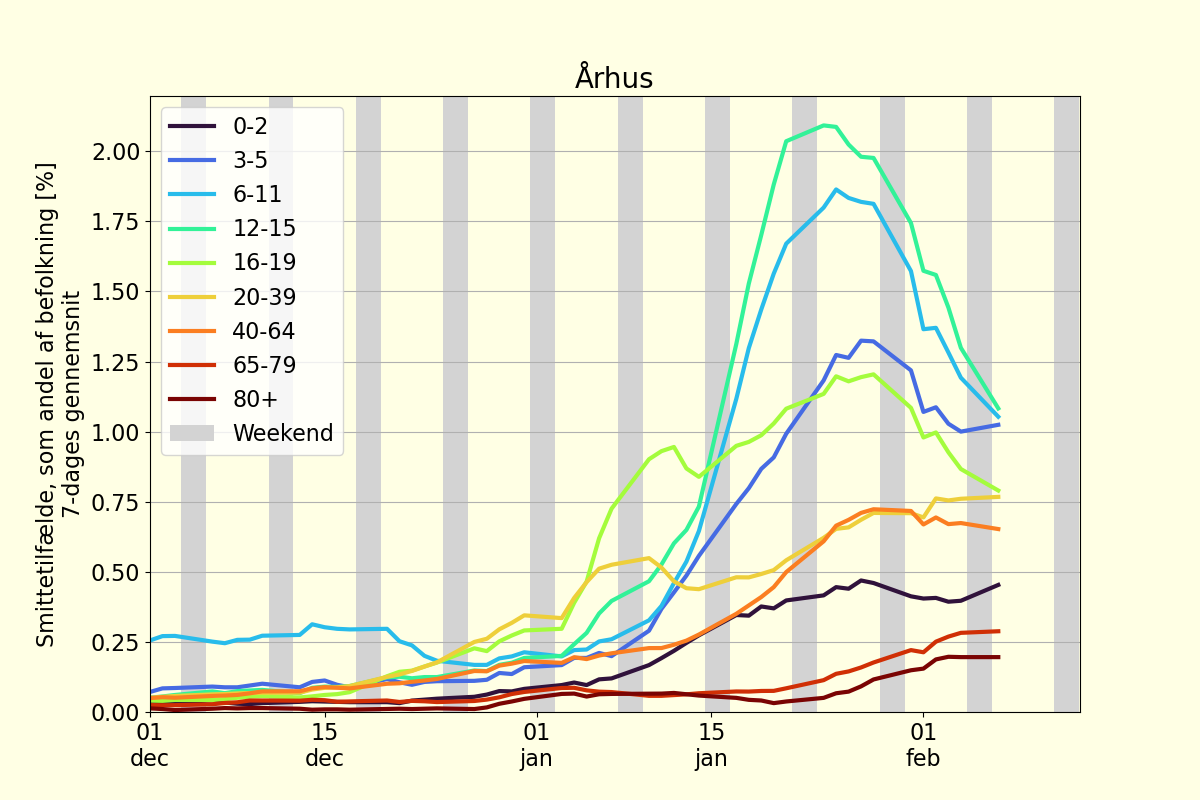 Århus
Smittetilfælde, som andel af befolkning [%]
7-dages gennemsnit
2.00
1.75
1.50
1.25
1.00
0.75
0.50
0.25
0.00
0-2
3-5
6-11
12-15
16-19
20-39
40-64
65-79
80+
Weekend
01
dec
15
dec
01
jan
15
jan
01
feb